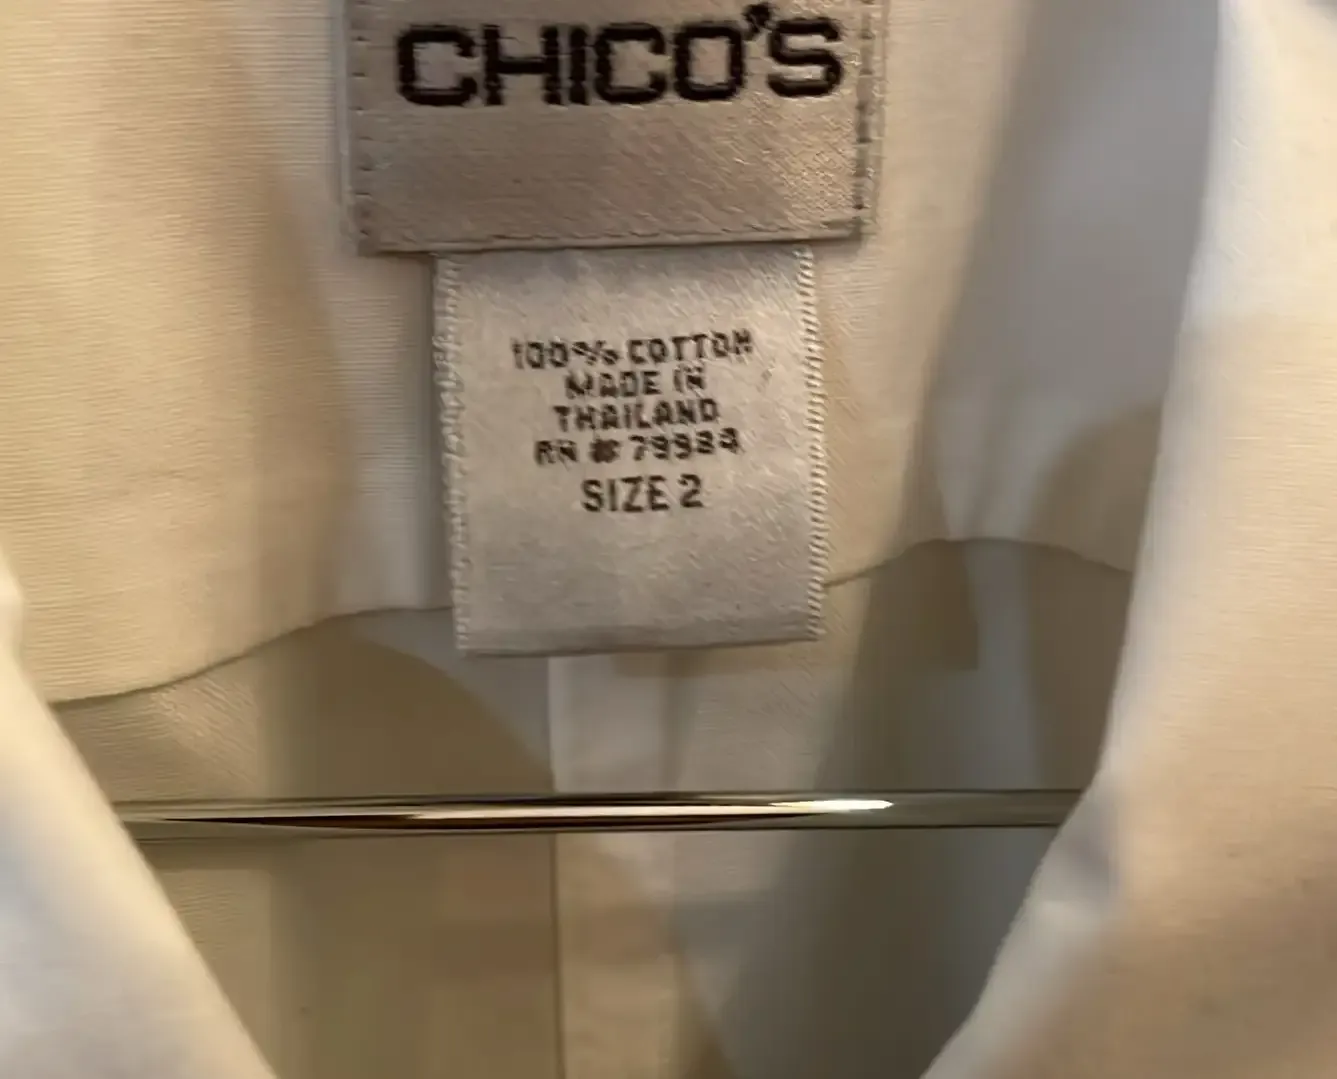 CHICO'S
100% COTTON
MADE IN
THAILAND
RN # 79984
SIZE 2